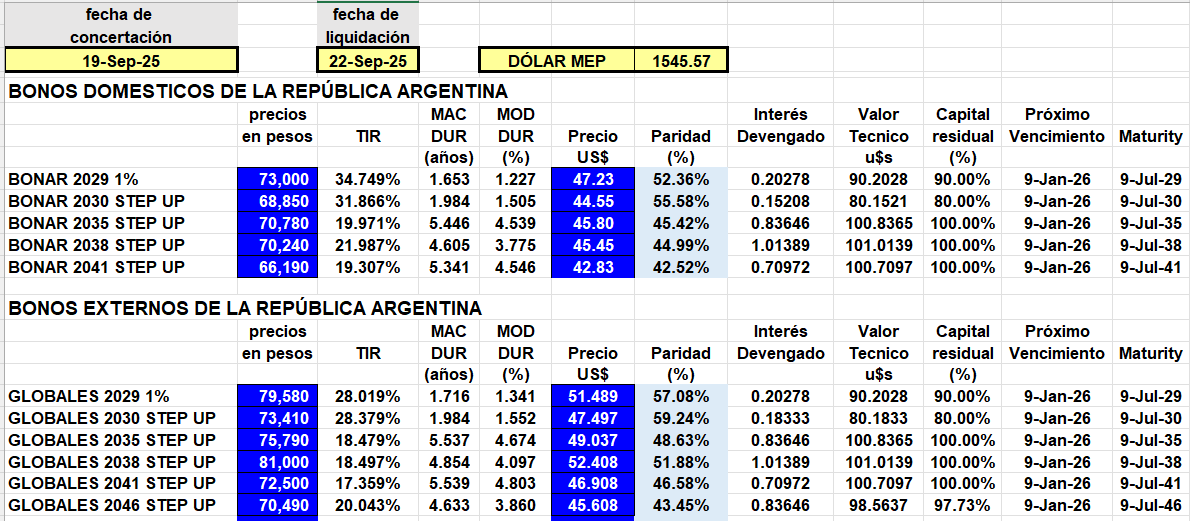 fecha de fecha de
concertación liquidación
19-Sep-25 22-Sep-25 DÓLAR MEP 1545.57
BONOS DOMESTICOS DE LA REPÚBLICA ARGENTINA
precios MAC MOD Interés Valor Capital Próximo
en pesos TIR DUR DUR Precio Paridad Devengado Tecnico residual Vencimiento Maturity
(años) (%) US$ (%) u$s (%)
BONAR 2029 1% 73,000 34.749% 1.653 1.227 47.23 52.36% 0.20278 90.2028 90.00% 9-Jan-26 9-Jul-29
BONAR 2030 STEP UP 68,850 31.866% 1.984 1.505 44.55 55.58% 0.15208 80.1521 80.00% 9-Jan-26 9-Jul-30
BONAR 2035 STEP UP 70,780 19.971% 5.446 4.539 45.80 45.42% 0.83646 100.8365 100.00% 9-Jan-26 9-Jul-35
BONAR 2038 STEP UP 70,240 21.987% 4.605 3.775 45.45 44.99% 1.01389 101.0139 100.00% 9-Jan-26 9-Jul-38
BONAR 2041 STEP UP 66,190 19.307% 5.341 4.546 42.83 42.52% 0.70972 100.7097 100.00% 9-Jan-26 9-Jul-41
BONOS EXTERNOS DE LA REPÚBLICA ARGENTINA
precios MAC MOD Interés Valor Capital Próximo
en pesos TIR DUR DUR Precio Paridad Devengado Tecnico residual Vencimiento Maturity
(años) (%) US$ (%) u$s (%)
GLOBALES 2029 1% 79,580 28.019% 1.716 1.341 51.489 57.08% 0.20278 90.2028 90.00% 9-Jan-26 9-Jul-29
GLOBALES 2030 STEP UP 73,410 28.379% 1.984 1.552 47.497 59.24% 0.18333 80.1833 80.00% 9-Jan-26 9-Jul-30
GLOBALES 2035 STEP UP 75,790 18.479% 5.537 4.674 49.037 48.63% 0.83646 100.8365 100.00% 9-Jan-26 9-Jul-35
GLOBALES 2038 STEP UP 81,000 18.497% 4.854 4.097 52.408 51.88% 1.01389 101.0139 100.00% 9-Jan-26 9-Jul-38
GLOBALES 2041 STEP UP 72,500 17.359% 5.539 4.803 46.908 46.58% 0.70972 100.7097 100.00% 9-Jan-26 9-Jul-41
GLOBALES 2046 STEP UP 70,490 20.043% 4.633 3.860 45.608 43.45% 0.83646 98.5637 97.73% 9-Jan-26 9-Jul-46